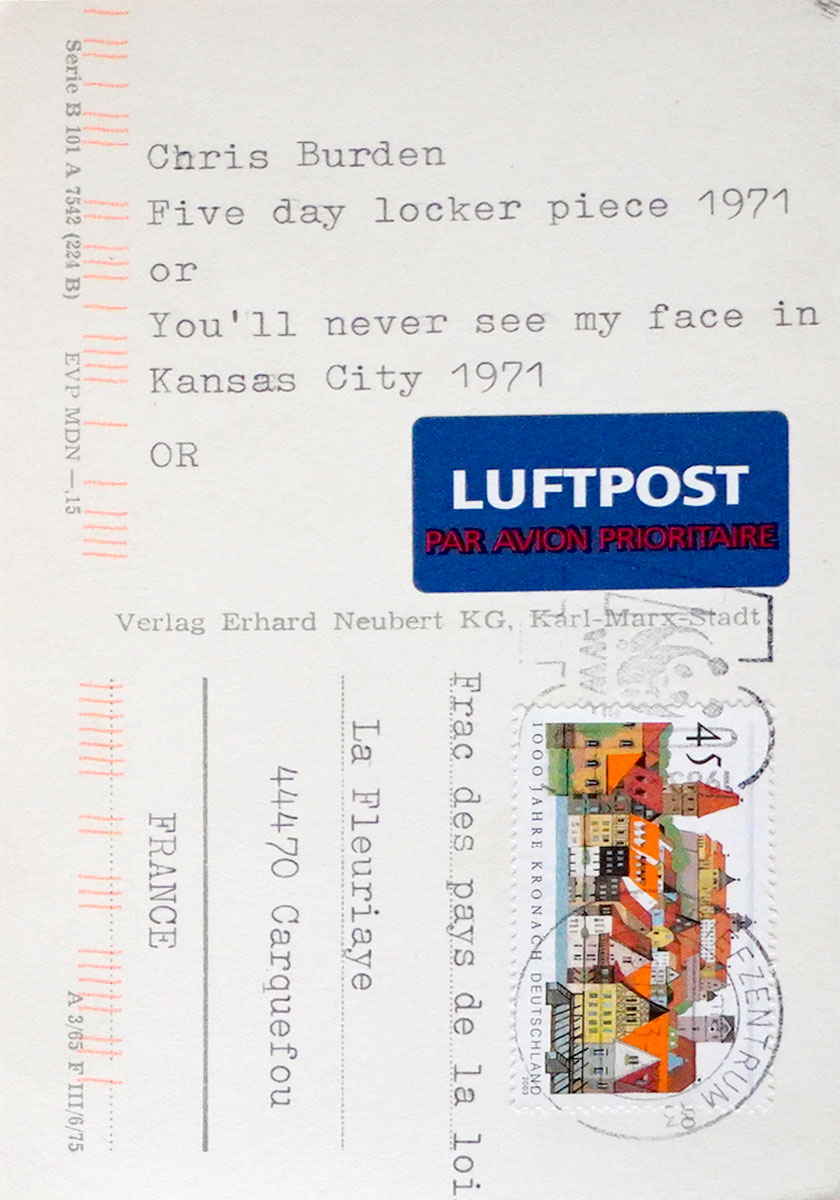 Chris Burden
Five day locker piece 1971
or
You'll never see my face in
Kansas City 1971
OR
LUFTPOST
PAR AVION PRIORITAIRE
Serie B 101 A 7542 (224 B) EVP MDN —,15
Verlag Erhard Neubert KG, Karl-Marx-Stadt
45
1000 JAHRE KRONACH DEUTSCHLAND
2003
EZENTRUM
Frac des pays de la loi
La Fleuriaye
44470 Carquefou
FRANCE
A 3/65 F III/6/75